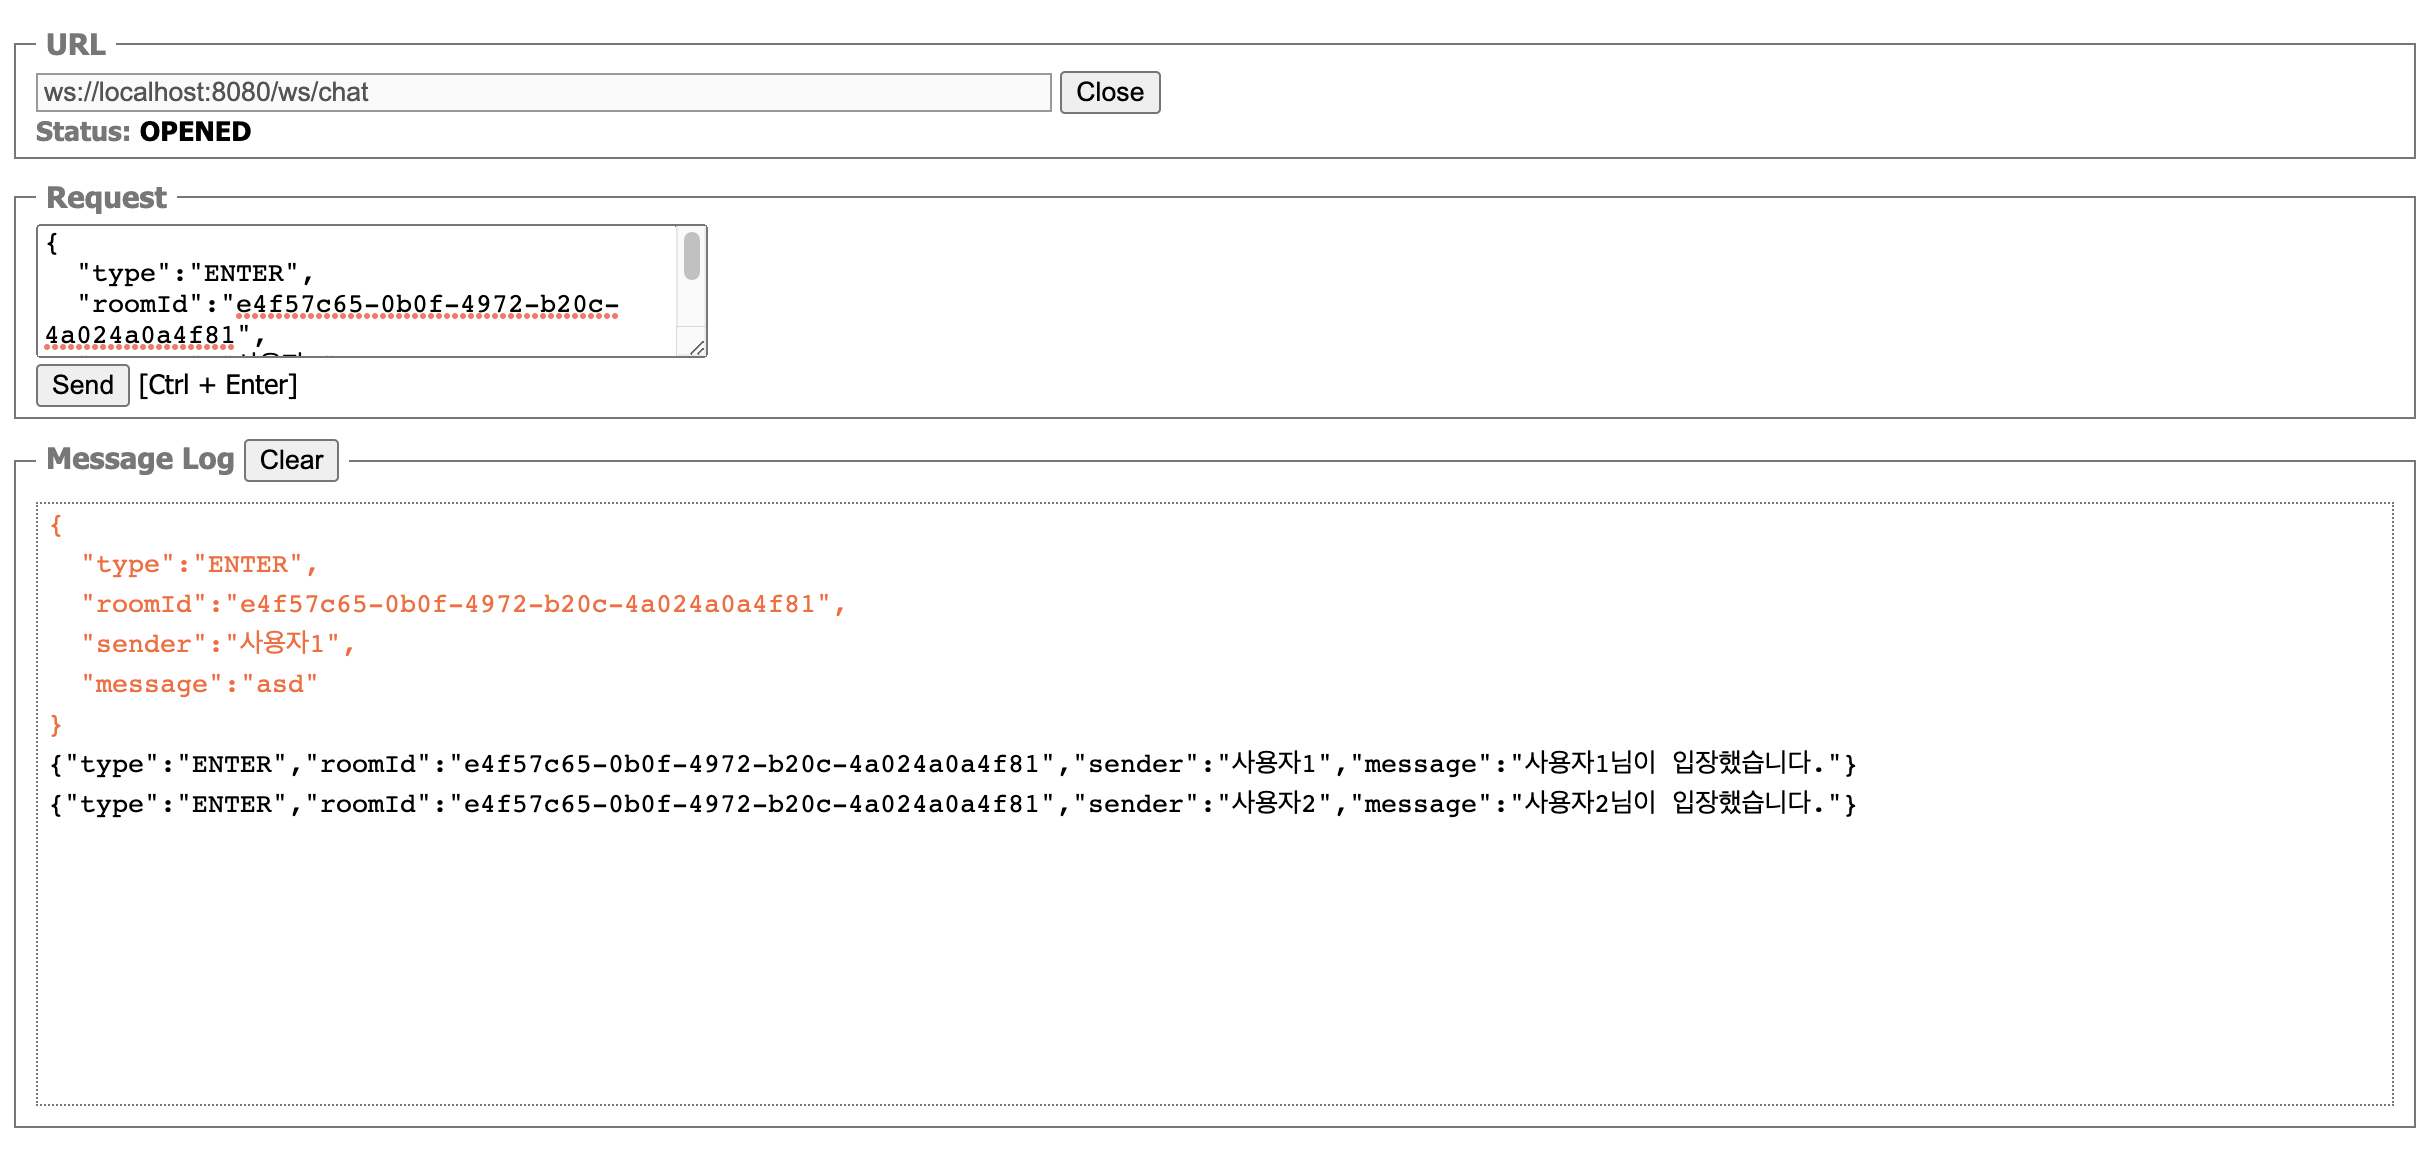 URL
ws://localhost:8080/ws/chat Close
Status: OPENED
Request
{
  "type":"ENTER",
  "roomId":"e4f57c65-0b0f-4972-b20c-
4a024a0a4f81",
Send [Ctrl + Enter]
Message Log Clear
{
  "type":"ENTER",
  "roomId":"e4f57c65-0b0f-4972-b20c-4a024a0a4f81",
  "sender":"사용자1",
  "message":"asd"
}
{"type":"ENTER","roomId":"e4f57c65-0b0f-4972-b20c-4a024a0a4f81","sender":"사용자1","message":"사용자1님이 입장했습니다."}
{"type":"ENTER","roomId":"e4f57c65-0b0f-4972-b20c-4a024a0a4f81","sender":"사용자2","message":"사용자2님이 입장했습니다."}